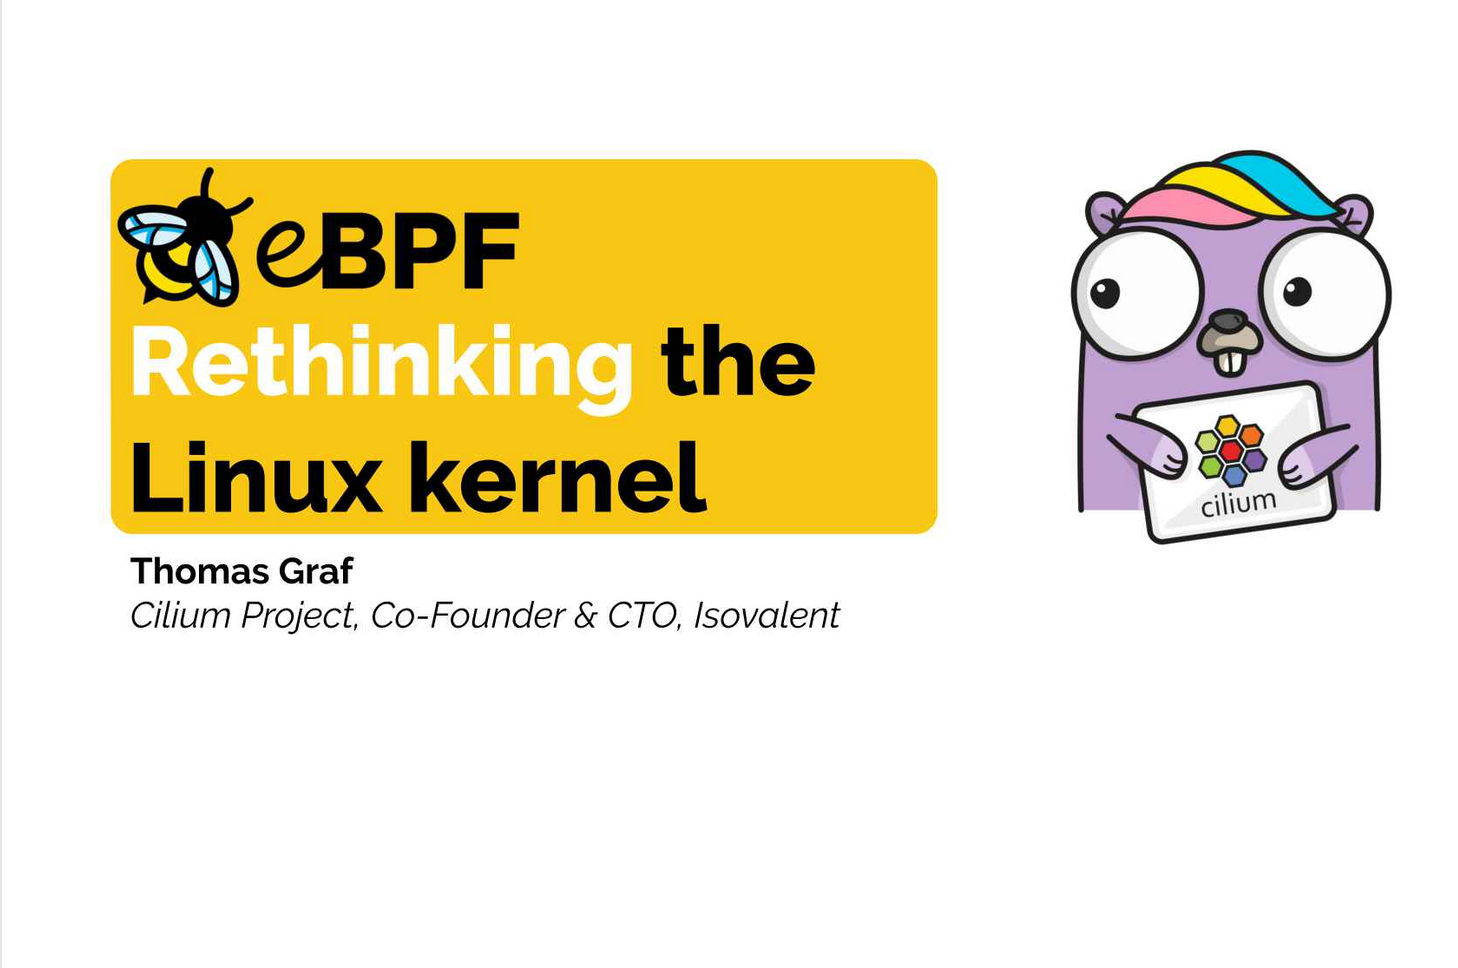 eBPF
Rethinking the
Linux kernel
Thomas Graf
Cilium Project, Co-Founder & CTO, Isovalent
cilium